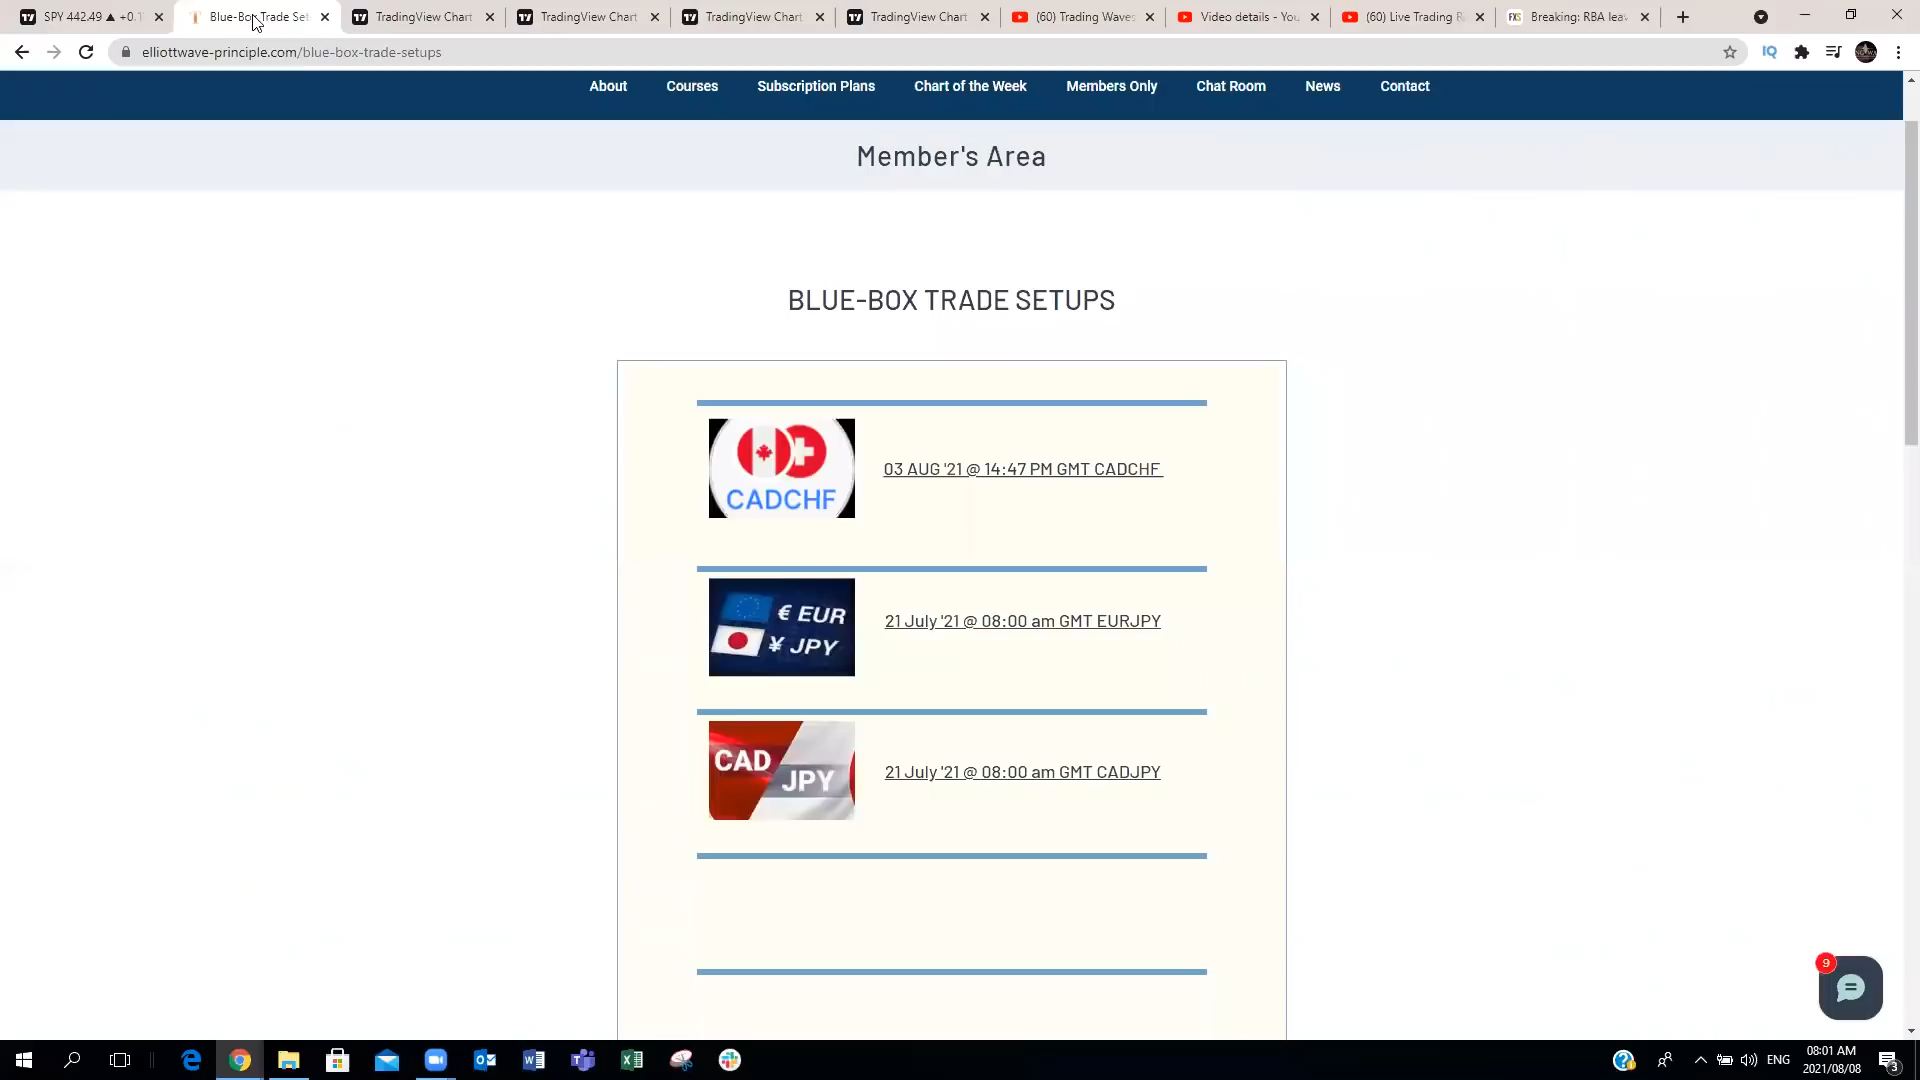 SPY 442.49 ▲ +0.1
Blue-Box Trade Set
TradingView Chart
TradingView Chart
TradingView Chart
TradingView Chart
(60) Trading Waves
Video details - You
(60) Live Trading R
Breaking: RBA leav
elliottwave-principle.com/blue-box-trade-setups
About Courses Subscription Plans Chart of the Week Members Only Chat Room News Contact
Member's Area
BLUE-BOX TRADE SETUPS
CADCHF
03 AUG '21 @ 14:47 PM GMT CADCHF
€ EUR
¥ JPY
21 July '21 @ 08:00 am GMT EURJPY
CAD
JPY
21 July '21 @ 08:00 am GMT CADJPY
9
ENG
08:01 AM
2021/08/08
3